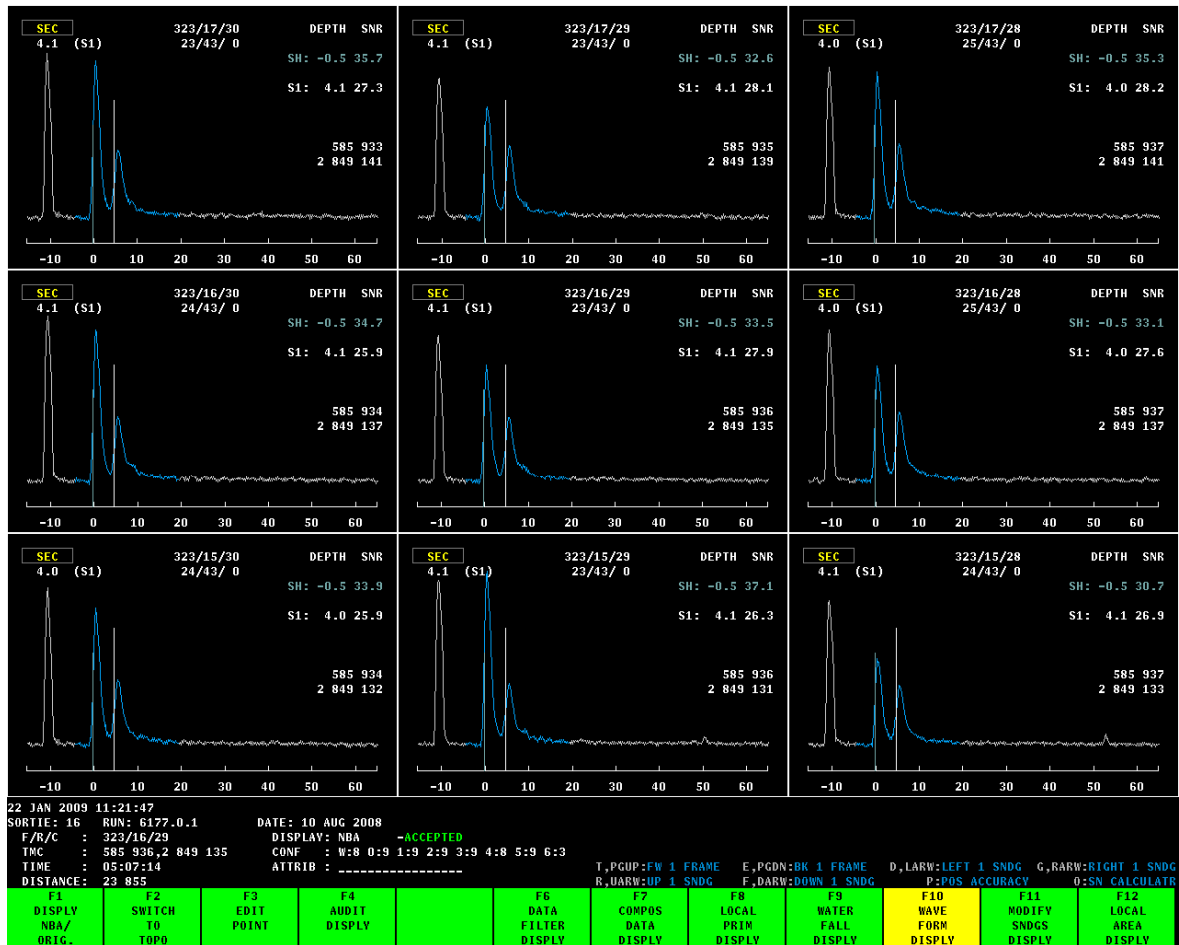 SEC 323/17/30 DEPTH SNR
4.1 (S1) 23/43/ 0
SH: -0.5 35.7
S1: 4.1 27.3
585 933
2 849 141
-10 0 10 20 30 40 50 60
SEC 323/17/29 DEPTH SNR
4.1 (S1) 23/43/ 0
SH: -0.5 32.6
S1: 4.1 28.1
585 935
2 849 139
-10 0 10 20 30 40 50 60
SEC 323/17/28 DEPTH SNR
4.0 (S1) 25/43/ 0
SH: -0.5 35.3
S1: 4.0 28.2
585 937
2 849 141
-10 0 10 20 30 40 50 60
SEC 323/16/30 DEPTH SNR
4.1 (S1) 24/43/ 0
SH: -0.5 34.7
S1: 4.1 25.9
585 934
2 849 137
-10 0 10 20 30 40 50 60
SEC 323/16/29 DEPTH SNR
4.1 (S1) 23/43/ 0
SH: -0.5 33.5
S1: 4.1 27.9
585 936
2 849 135
-10 0 10 20 30 40 50 60
SEC 323/16/28 DEPTH SNR
4.0 (S1) 25/43/ 0
SH: -0.5 33.1
S1: 4.0 27.6
585 937
2 849 137
-10 0 10 20 30 40 50 60
SEC 323/15/30 DEPTH SNR
4.0 (S1) 24/43/ 0
SH: -0.5 33.9
S1: 4.0 25.9
585 934
2 849 132
-10 0 10 20 30 40 50 60
SEC 323/15/29 DEPTH SNR
4.1 (S1) 23/43/ 0
SH: -0.5 37.1
S1: 4.1 26.3
585 936
2 849 131
-10 0 10 20 30 40 50 60
SEC 323/15/28 DEPTH SNR
4.1 (S1) 24/43/ 0
SH: -0.5 30.7
S1: 4.1 26.9
585 937
2 849 133
-10 0 10 20 30 40 50 60
22 JAN 2009 11:21:47
SORTIE: 16 RUN: 6177.0.1 DATE: 10 AUG 2008
F/R/C : 323/16/29 DISPLAY: NBA -ACCEPTED
TMC : 585 936,2 849 135 CONF : W:8 0:9 1:9 2:9 3:9 4:8 5:9 6:3
TIME : 05:07:14 ATTRIB : _________________ T,PGUP:FW 1 FRAME E,PGDN:BK 1 FRAME D,LARW:LEFT 1 SNDG G,RARW:RIGHT 1 SNDG
DISTANCE: 23 855 R,UARW:UP 1 SNDG F,DARW:DOWN 1 SNDG P:POS ACCURACY O:SN CALCULATR
F1 F2 F3 F4 F6 F7 F8 F9 F10 F11 F12
DISPLY SWITCH EDIT AUDIT DATA COMPOS LOCAL WATER WAVE MODIFY LOCAL
NBA/ TO POINT DISPLAY FILTER DATA PRIM FALL FORM SNDGS AREA
ORIG. TOPO DISPLAY DISPLAY DISPLAY DISPLAY DISPLAY DISPLAY DISPLAY